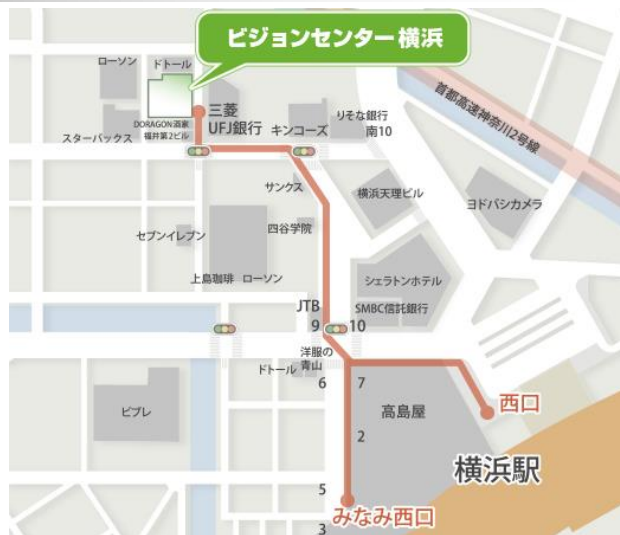 ビジョンセンター横浜
ローソン
ドトール
首都高速神奈川2号線
三菱
UFJ銀行
りそな銀行
南10
DORAGON酒家
福井第2ビル
キンコーズ
スターバックス
サンクス
横浜天理ビル
ヨドバシカメラ
四谷学院
セブンイレブン
上島珈琲 ローソン
シェラトンホテル
JTB
SMBC信託銀行
9
10
洋服の
青山
ドトール
6
7
西口
ビブレ
高島屋
2
横浜駅
5
みなみ西口
3